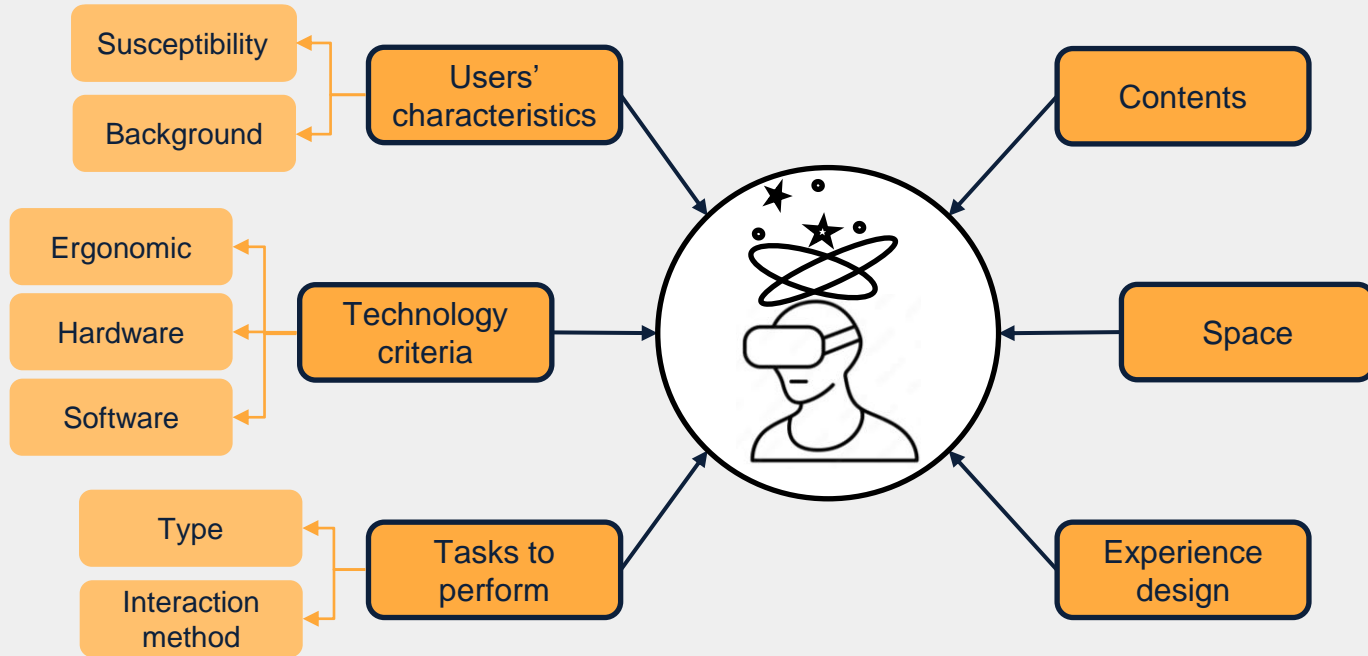 Susceptibility
Background
Users’
characteristics
Ergonomic
Hardware
Software
Technology
criteria
Type
Interaction
method
Tasks to
perform
Contents
Space
Experience
design